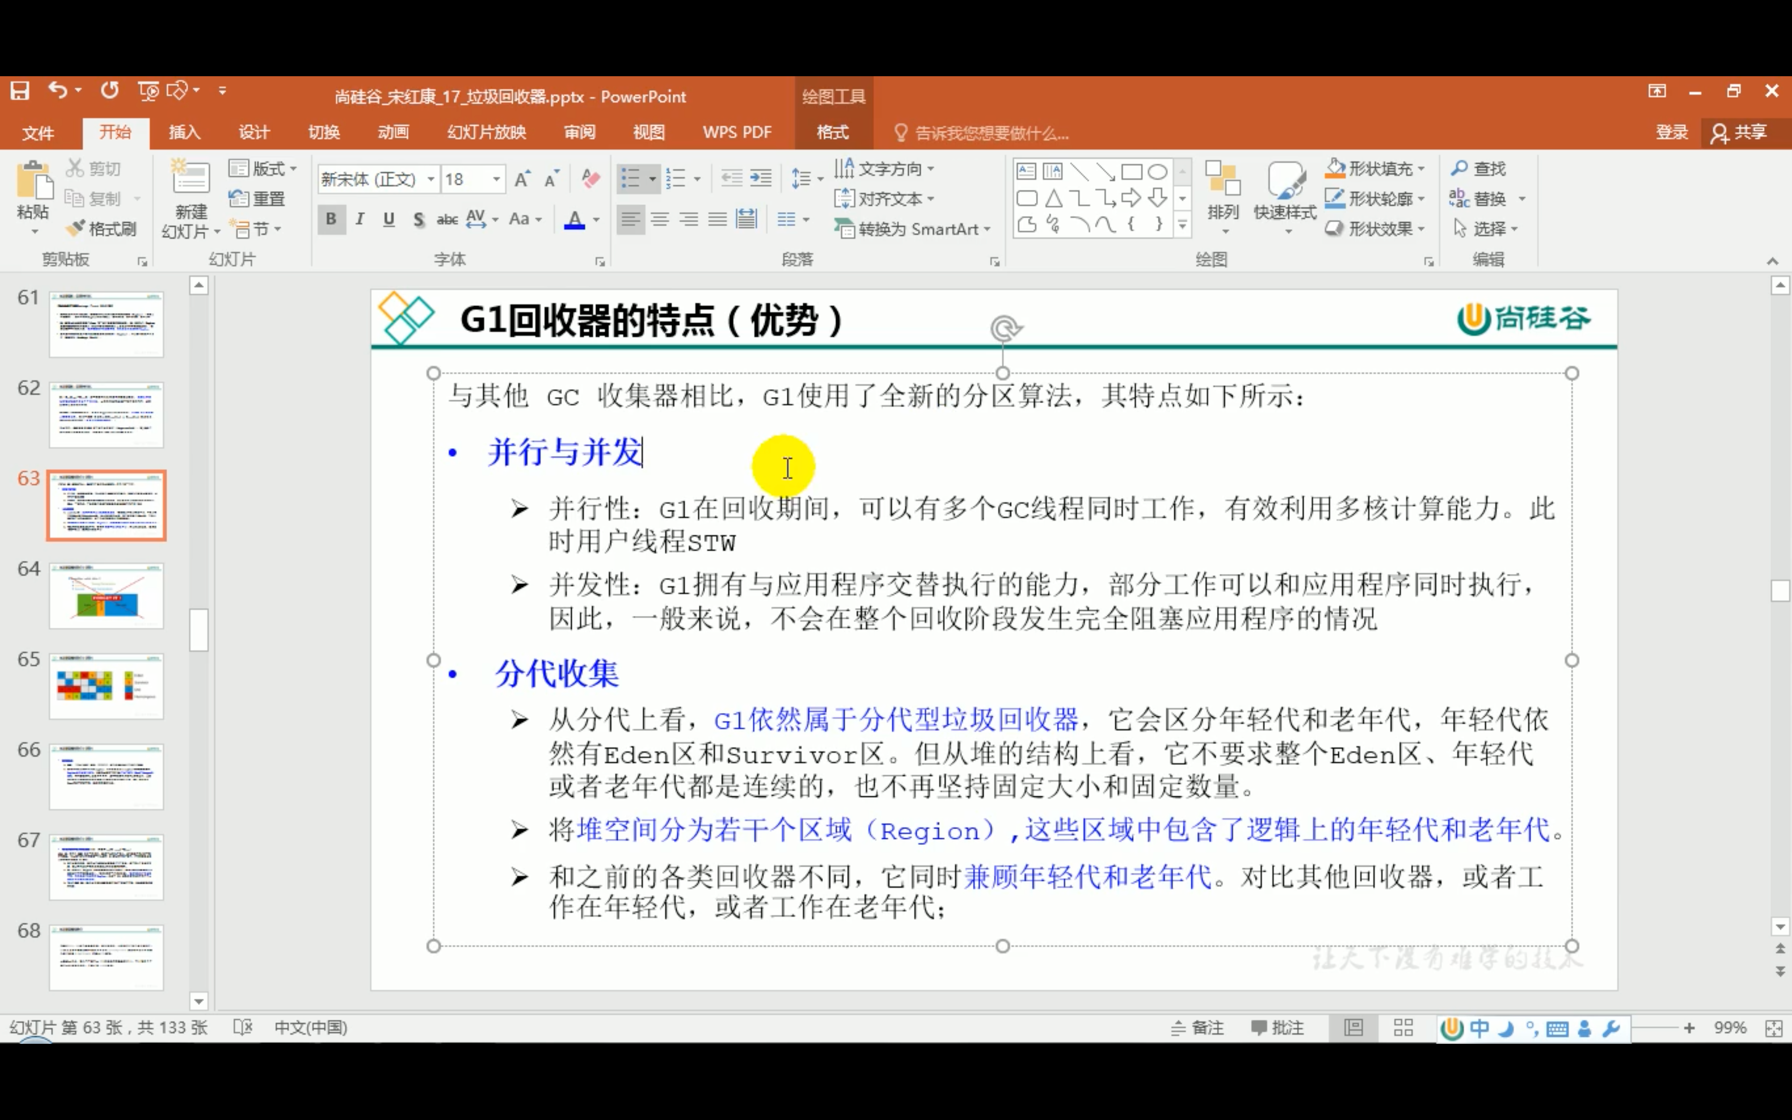 尚硅谷_宋红康_17_垃圾回收器.pptx - PowerPoint
绘图工具
文件 开始 插入 设计 切换 动画 幻灯片放映 审阅 视图 WPS PDF 格式 告诉我您想要做什么... 登录 共享
粘贴 剪切 复制 格式刷
新建 幻灯片 版式 重置 节
新宋体 (正文) 18
B I U S abc AV Aa A
文字方向 对齐文本 转换为 SmartArt
排列 快速样式 形状填充 形状轮廓 形状效果
查找 替换 选择
剪贴板 幻灯片 字体 段落 绘图 编辑
61
62
63
64
65
66
67
68
G1回收器的特点（优势）
尚硅谷
与其他 GC 收集器相比，G1使用了全新的分区算法，其特点如下所示：
• 并行与并发
➢ 并行性：G1在回收期间，可以有多个GC线程同时工作，有效利用多核计算能力。此
时用户线程STW
➢ 并发性：G1拥有与应用程序交替执行的能力，部分工作可以和应用程序同时执行，
因此，一般来说，不会在整个回收阶段发生完全阻塞应用程序的情况
• 分代收集
➢ 从分代上看，G1依然属于分代型垃圾回收器，它会区分年轻代和老年代，年轻代依
然有Eden区和Survivor区。但从堆的结构上看，它不要求整个Eden区、年轻代
或者老年代都是连续的，也不再坚持固定大小和固定数量。
➢ 将堆空间分为若干个区域（Region）,这些区域中包含了逻辑上的年轻代和老年代。
➢ 和之前的各类回收器不同，它同时兼顾年轻代和老年代。对比其他回收器，或者工
作在年轻代，或者工作在老年代；
让天下没有难学的技术
幻灯片 第 63 张，共 133 张 中文(中国) 备注 批注 中 99%